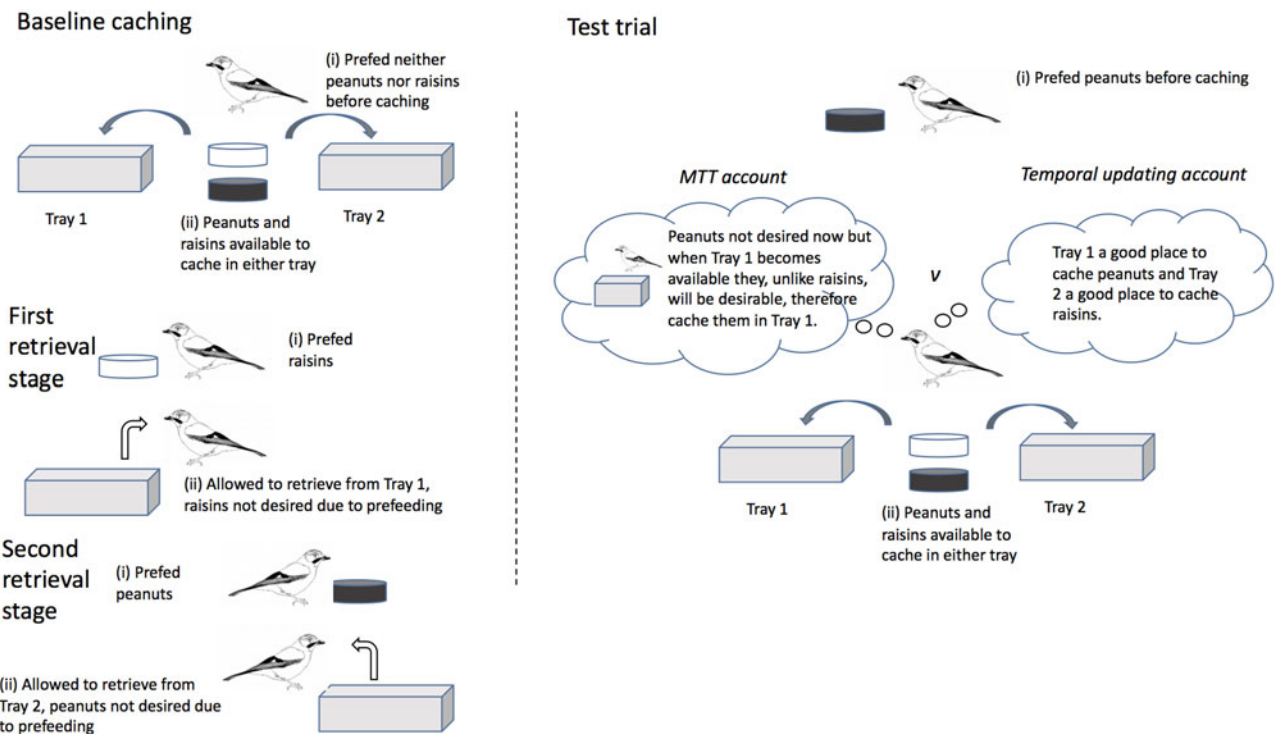 Baseline caching
(i) Prefed neither
peanuts nor raisins
before caching
Tray 1
(ii) Peanuts and
raisins available to
cache in either tray
Tray 2
First
retrieval
stage
(i) Prefed
raisins
(ii) Allowed to retrieve from Tray 1,
raisins not desired due to prefeeding
Second
retrieval
stage
(i) Prefed
peanuts
(ii) Allowed to retrieve from
Tray 2, peanuts not desired due
to prefeeding
Test trial
(i) Prefed peanuts before caching
MTT account
Peanuts not desired now but
when Tray 1 becomes
available they, unlike raisins,
will be desirable, therefore
cache them in Tray 1.
v
Temporal updating account
Tray 1 a good place to
cache peanuts and Tray
2 a good place to cache
raisins.
Tray 1
(ii) Peanuts and
raisins available to
cache in either tray
Tray 2